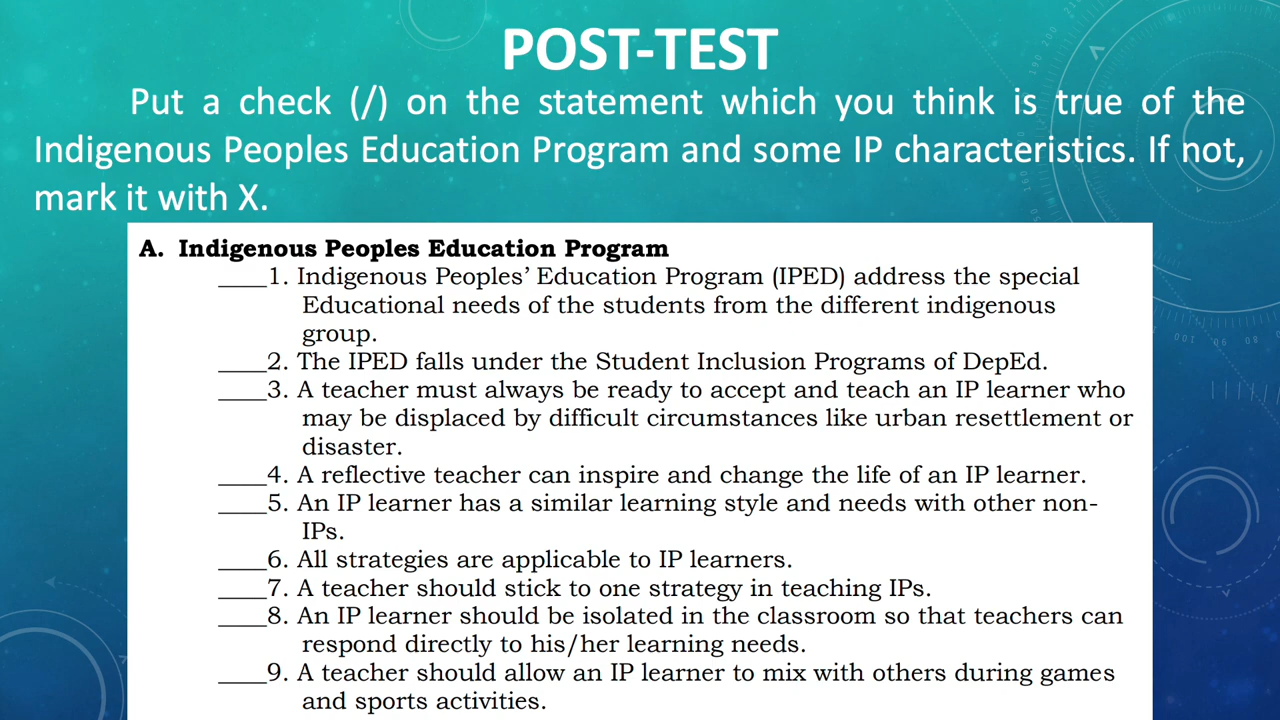 POST-TEST
Put a check (/) on the statement which you think is true of the
Indigenous Peoples Education Program and some IP characteristics. If not,
mark it with X.
A. Indigenous Peoples Education Program
____1. Indigenous Peoples’ Education Program (IPED) address the special
Educational needs of the students from the different indigenous
group.
____2. The IPED falls under the Student Inclusion Programs of DepEd.
____3. A teacher must always be ready to accept and teach an IP learner who
may be displaced by difficult circumstances like urban resettlement or
disaster.
____4. A reflective teacher can inspire and change the life of an IP learner.
____5. An IP learner has a similar learning style and needs with other non-
IPs.
____6. All strategies are applicable to IP learners.
____7. A teacher should stick to one strategy in teaching IPs.
____8. An IP learner should be isolated in the classroom so that teachers can
respond directly to his/her learning needs.
____9. A teacher should allow an IP learner to mix with others during games
and sports activities.